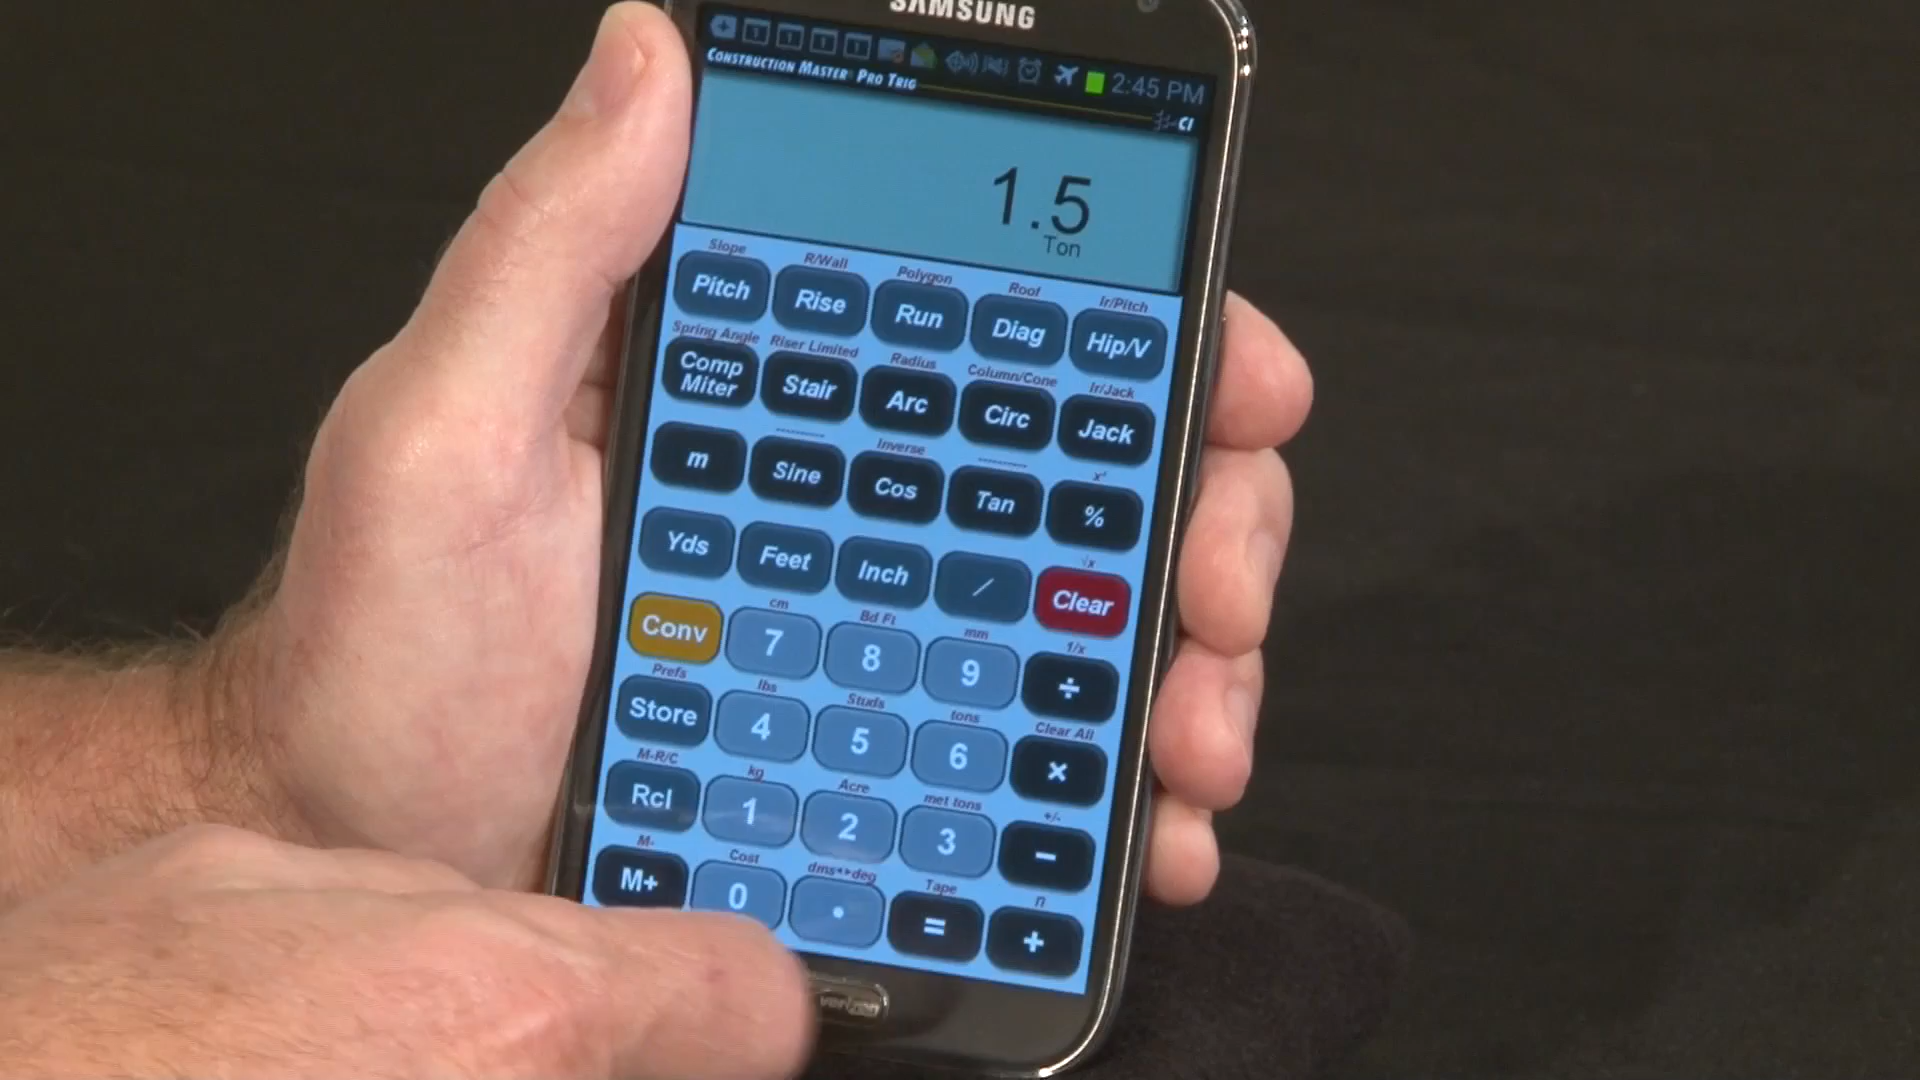 SAMSUNG
2:45 PM
CONSTRUCTION MASTER PRO TRIG
CI
1.5
Ton
Slope R/Wall Polygon Roof Ir/Pitch
Pitch Rise Run Diag Hip/V
Spring Angle Riser Limited Radius Column/Cone Ir/Jack
Comp Miter Stair Arc Circ Jack
Inverse x²
m Sine Cos Tan %
√x
Yds Feet Inch / Clear
cm Bd Ft mm 1/x
Conv 7 8 9 ÷
Prefs lbs Studs tons Clear All
Store 4 5 6 ×
M-R/C kg Acre met tons +/-
Rcl 1 2 3 −
M- Cost dms◂▸deg Tape π
M+ 0 • = +
verizon